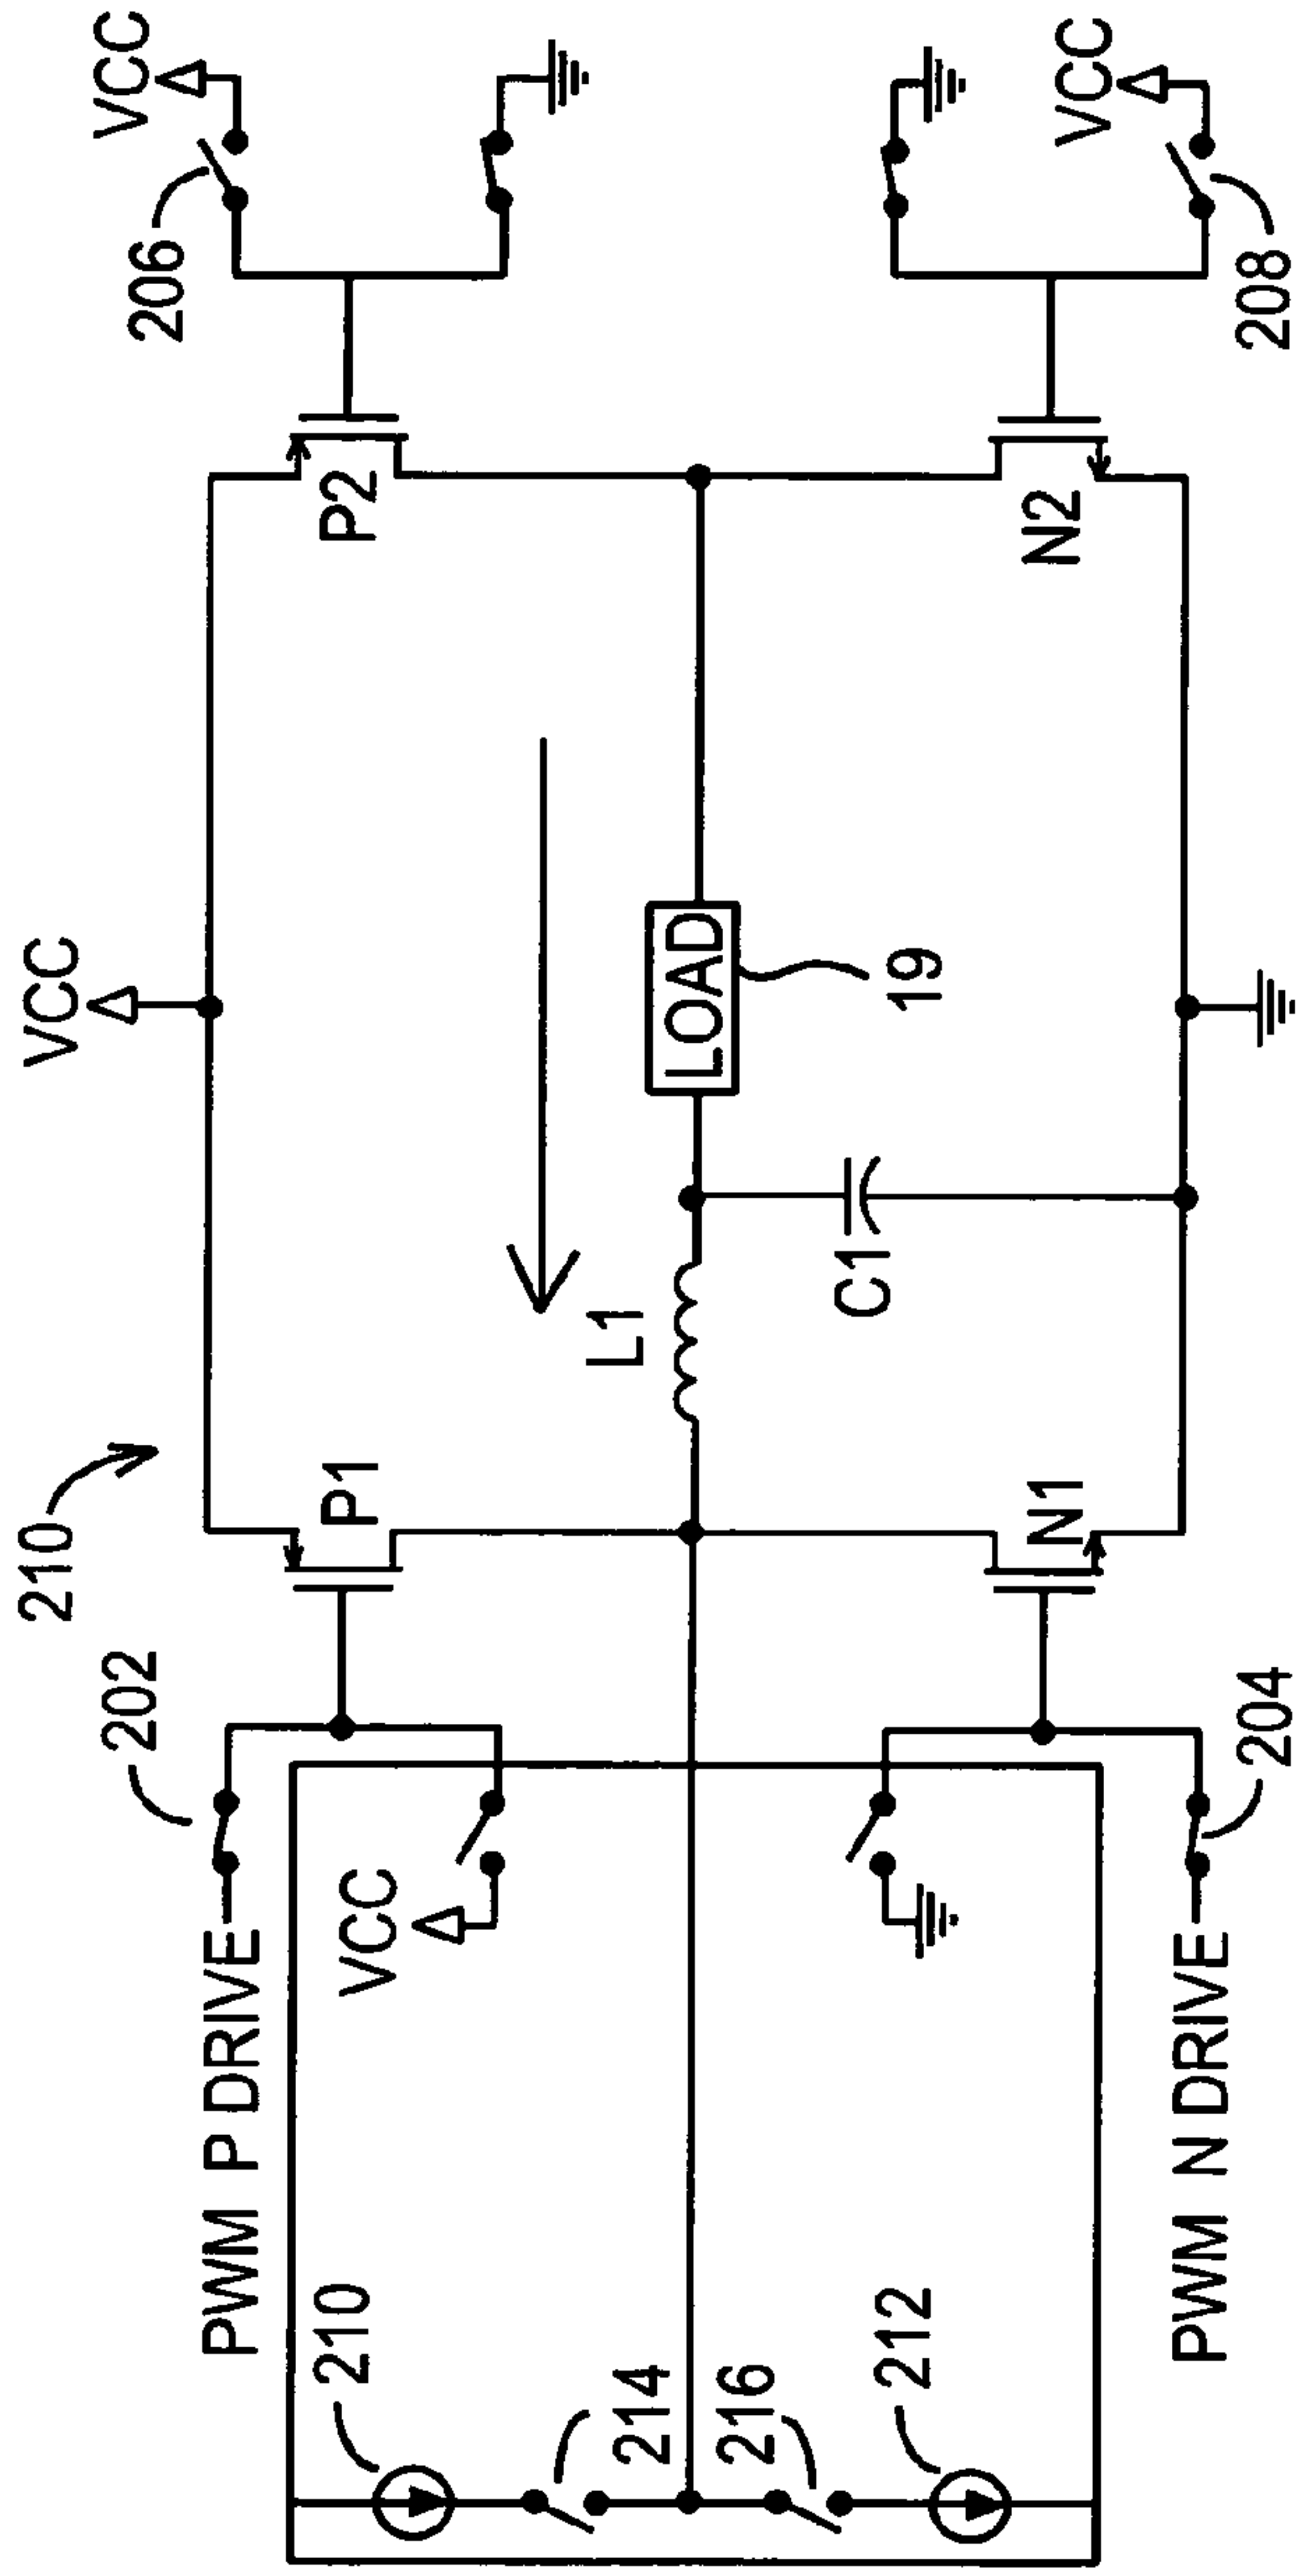 210
VCC
VCC
202
206
PWM P DRIVE
P1
P2
VCC
210
L1
LOAD
214
19
216
C1
212
N1
N2
VCC
PWM N DRIVE
204
208